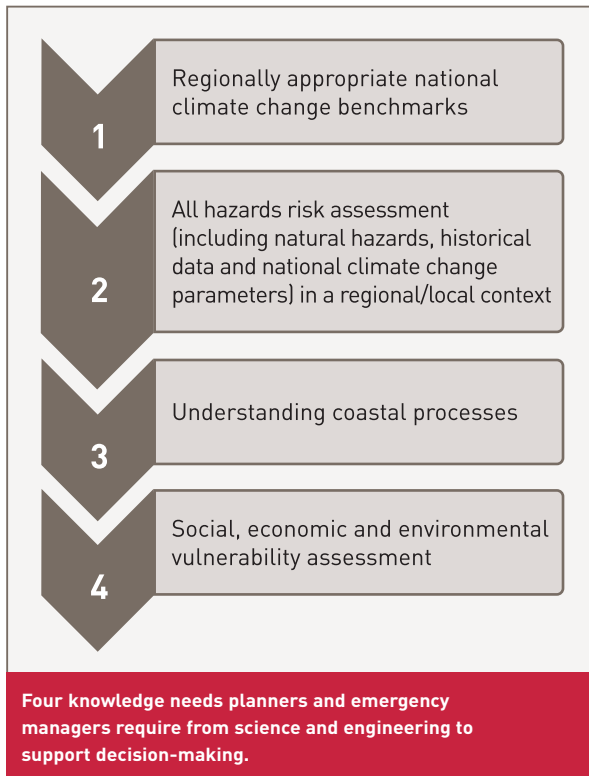 1
Regionally appropriate national
climate change benchmarks
2
All hazards risk assessment
(including natural hazards, historical
data and national climate change
parameters) in a regional/local context
3
Understanding coastal processes
4
Social, economic and environmental
vulnerability assessment
Four knowledge needs planners and emergency
managers require from science and engineering to
support decision-making.